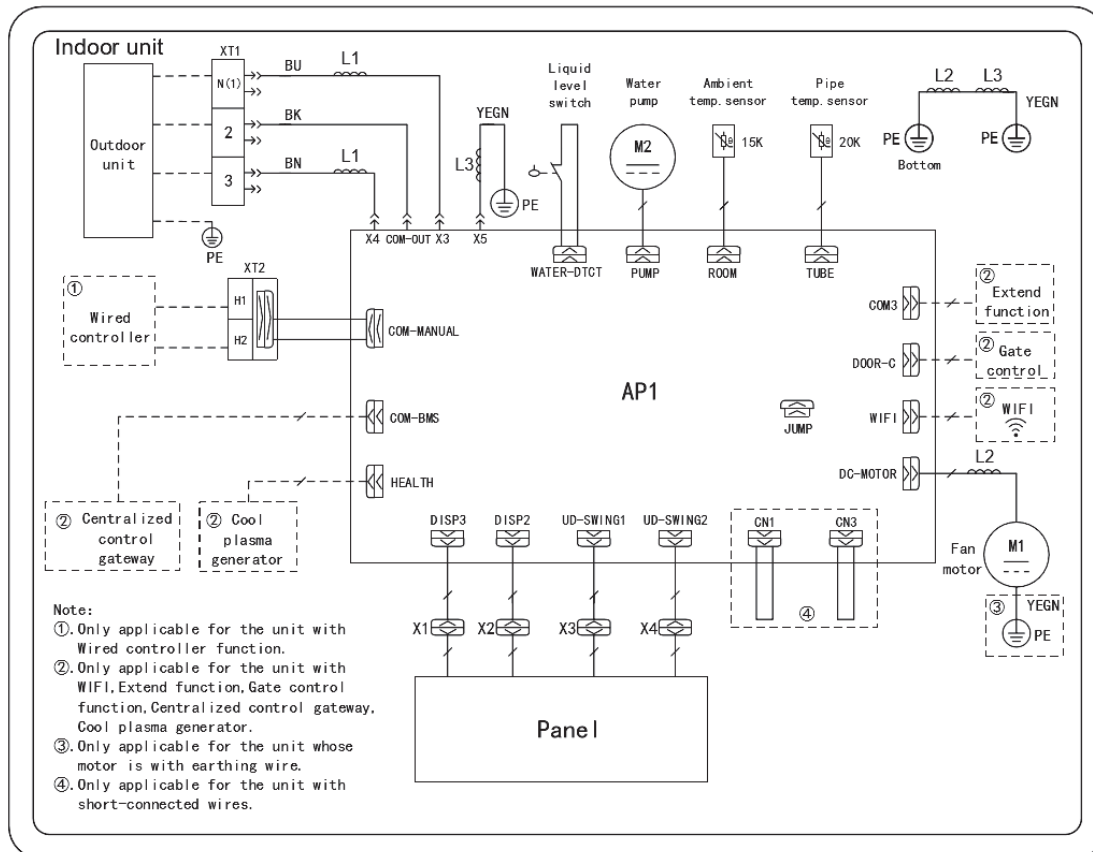 Indoor unit
XT1
N(1)
2
3
BU
L1
BK
BN
L1
Outdoor
unit
PE
YEGN
L3
PE
Liquid
level
switch
Water
pump
M2
Ambient
temp.sensor
15K
Pipe
temp.sensor
20K
L2
L3
YEGN
PE
Bottom
PE
X4
COM-OUT
X3
X5
WATER-DTCT
PUMP
ROOM
TUBE
①
Wired
controller
XT2
H1
H2
COM-MANUAL
COM-BMS
HEALTH
AP1
JUMP
COM3
DOOR-C
WIFI
DC-MOTOR
② Extend
function
② Gate
control
② WIFI
L2
Fan
motor
M1
③
YEGN
PE
② Centralized
control
gateway
② Cool
plasma
generator
DISP3
DISP2
UD-SWING1
UD-SWING2
CN1
CN3
④
X1
X2
X3
X4
Panel
Note:
①.Only applicable for the unit with
Wired controller function.
②.Only applicable for the unit with
WIFI,Extend function,Gate control
function,Centralized control gateway,
Cool plasma generator.
③.Only applicable for the unit whose
motor is with earthing wire.
④.Only applicable for the unit with
short-connected wires.